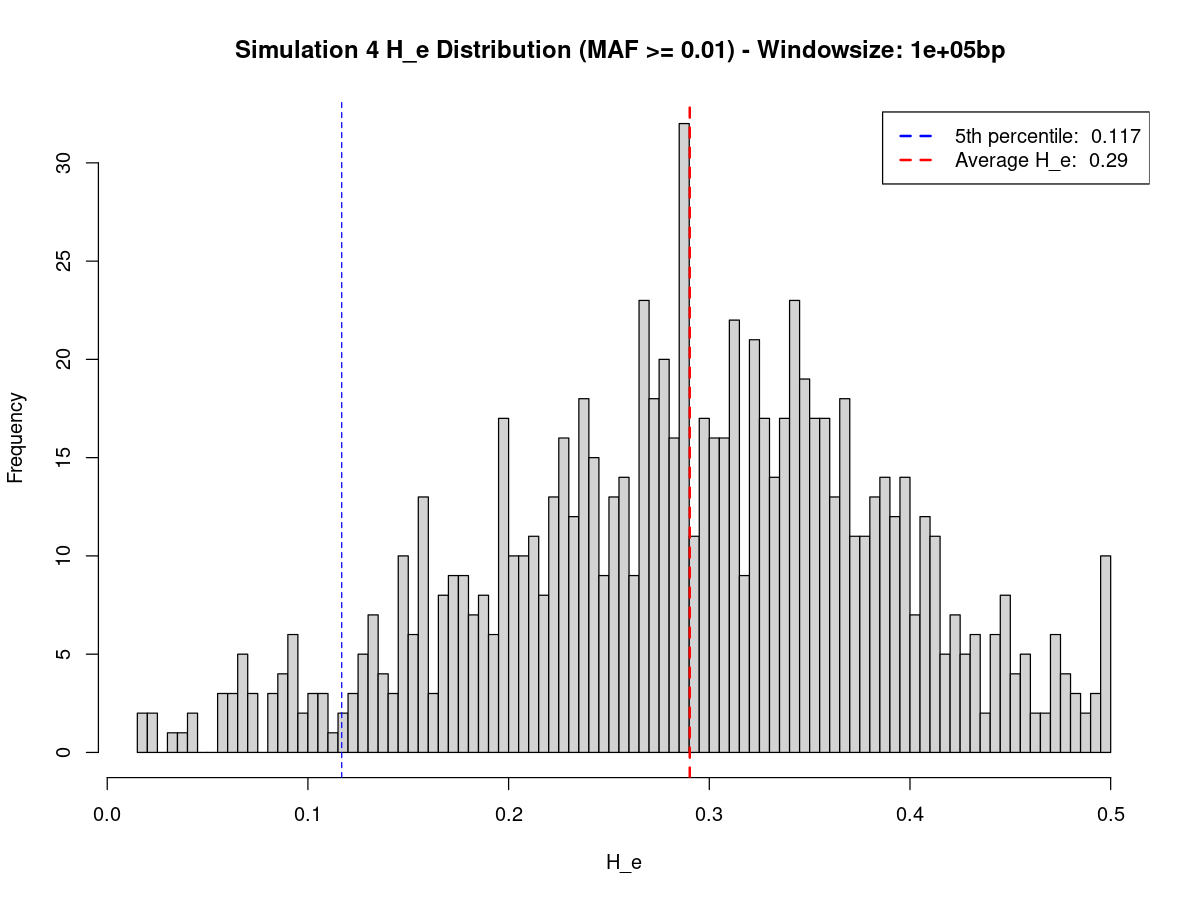 Simulation 4 H_e Distribution (MAF >= 0.01) - Windowsize: 1e+05bp
5th percentile:  0.117
Average H_e:  0.29
Frequency
30
25
20
15
10
5
0
0.0 0.1 0.2 0.3 0.4 0.5
H_e